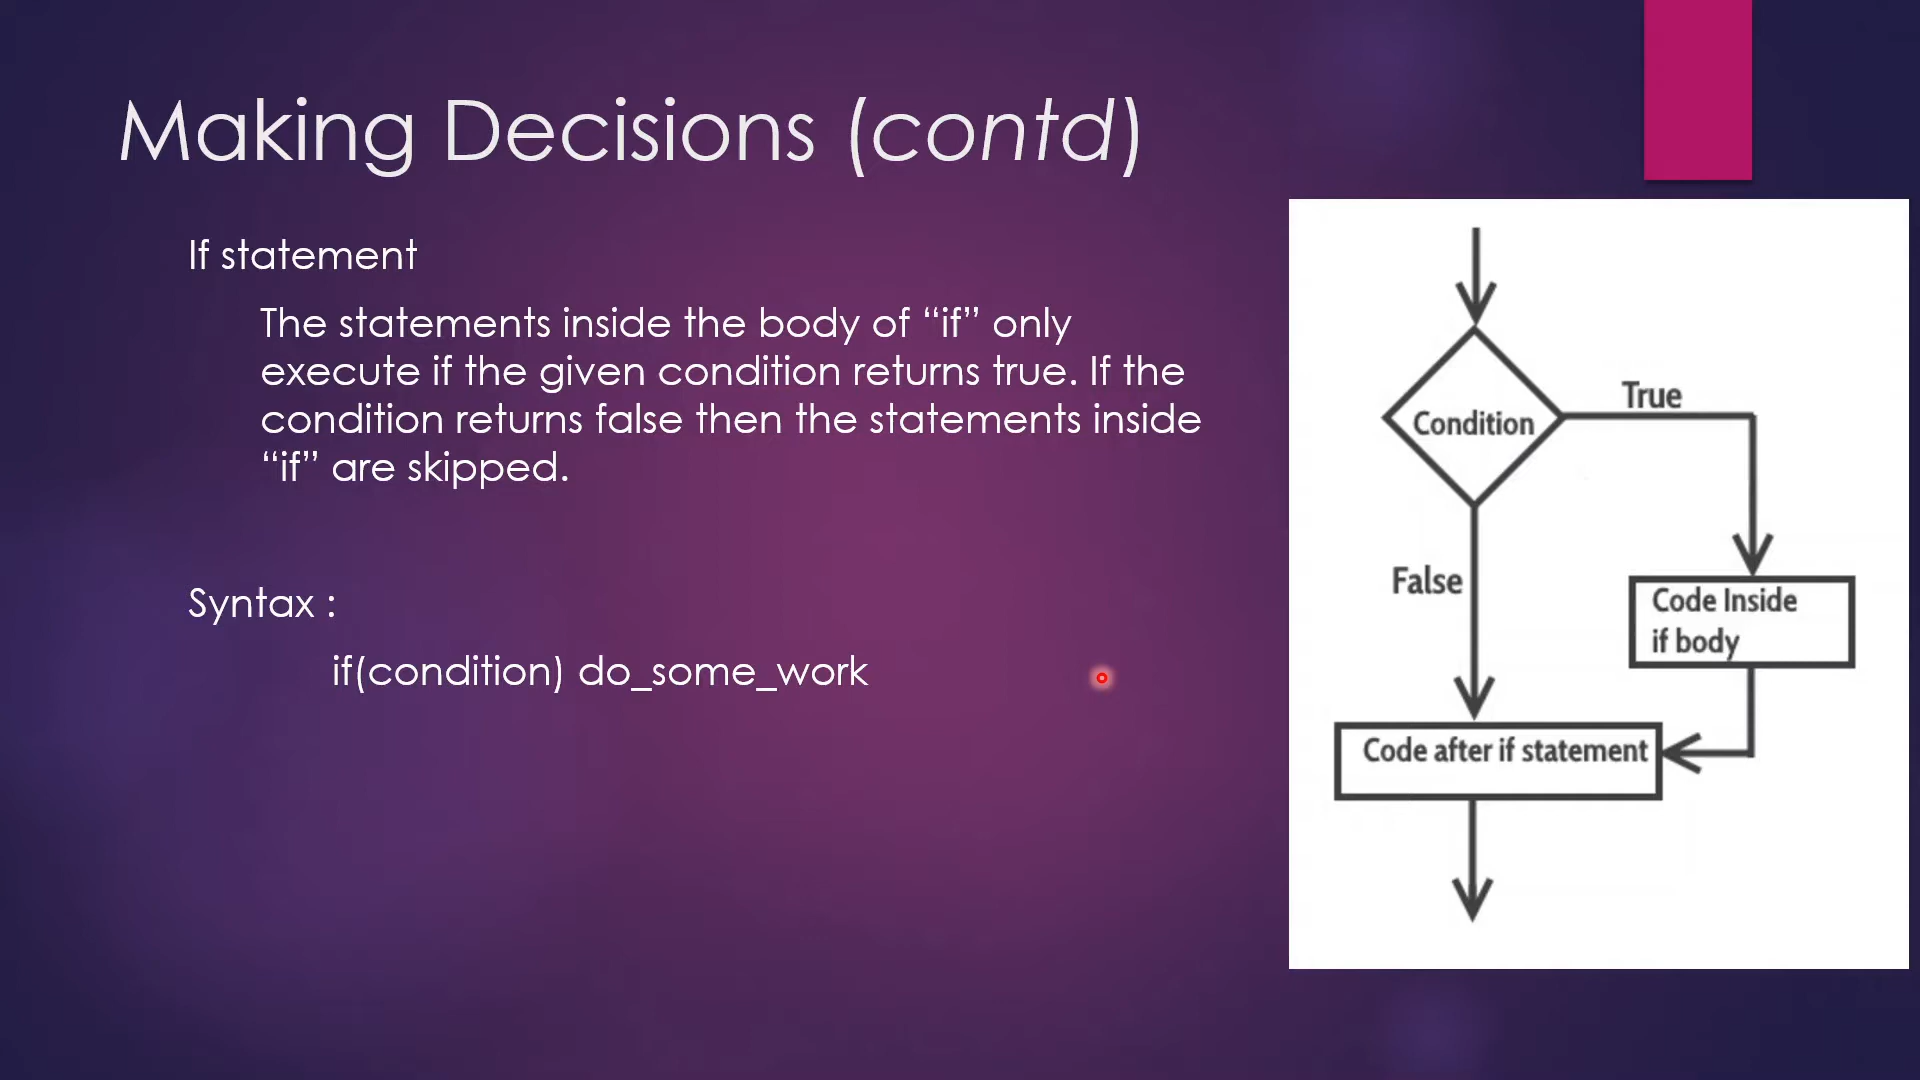 Making Decisions (contd)
If statement
The statements inside the body of “if” only
execute if the given condition returns true. If the
condition returns false then the statements inside
“if” are skipped.
Syntax :
if(condition) do_some_work
True
Condition
False
Code Inside
if body
Code after if statement